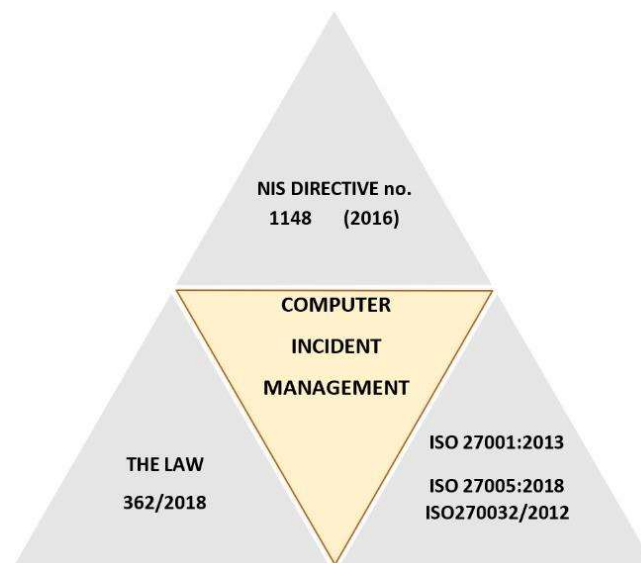 NIS DIRECTIVE no.
1148 (2016)
COMPUTER
INCIDENT
MANAGEMENT
THE LAW
362/2018
ISO 27001:2013
ISO 27005:2018
ISO270032/2012